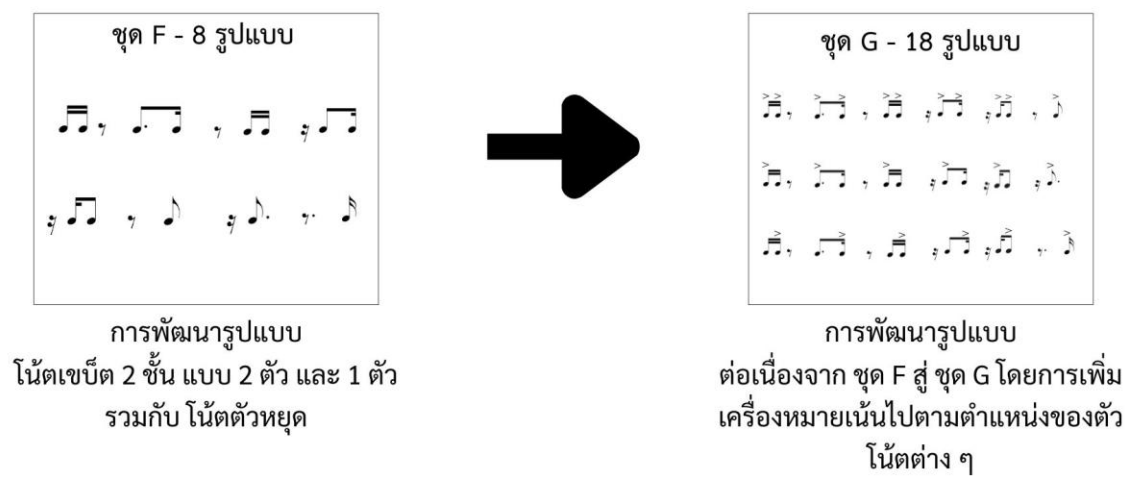 ชุด F - 8 รูปแบบ
การพัฒนารูปแบบ
โน้ตเขบ็ต 2 ชั้น แบบ 2 ตัว และ 1 ตัว
รวมกับ โน้ตตัวหยุด
ชุด G - 18 รูปแบบ
การพัฒนารูปแบบ
ต่อเนื่องจาก ชุด F สู่ ชุด G โดยการเพิ่ม
เครื่องหมายเน้นไปตามตำแหน่งของตัว
โน้ตต่าง ๆ